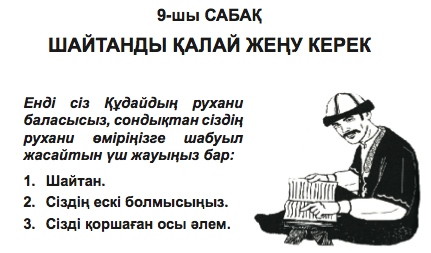 9-шы САБАҚ
ШАЙТАНДЫ ҚАЛАЙ ЖЕҢУ КЕРЕК
Енді сіз Құдайдың рухани
баласысыз, сондықтан сіздің
рухани өміріңізге шабуыл
жасайтын үш жауыңыз бар:
1. Шайтан.
2. Сіздің ескі болмысыңыз.
3. Сізді қоршаған осы әлем.